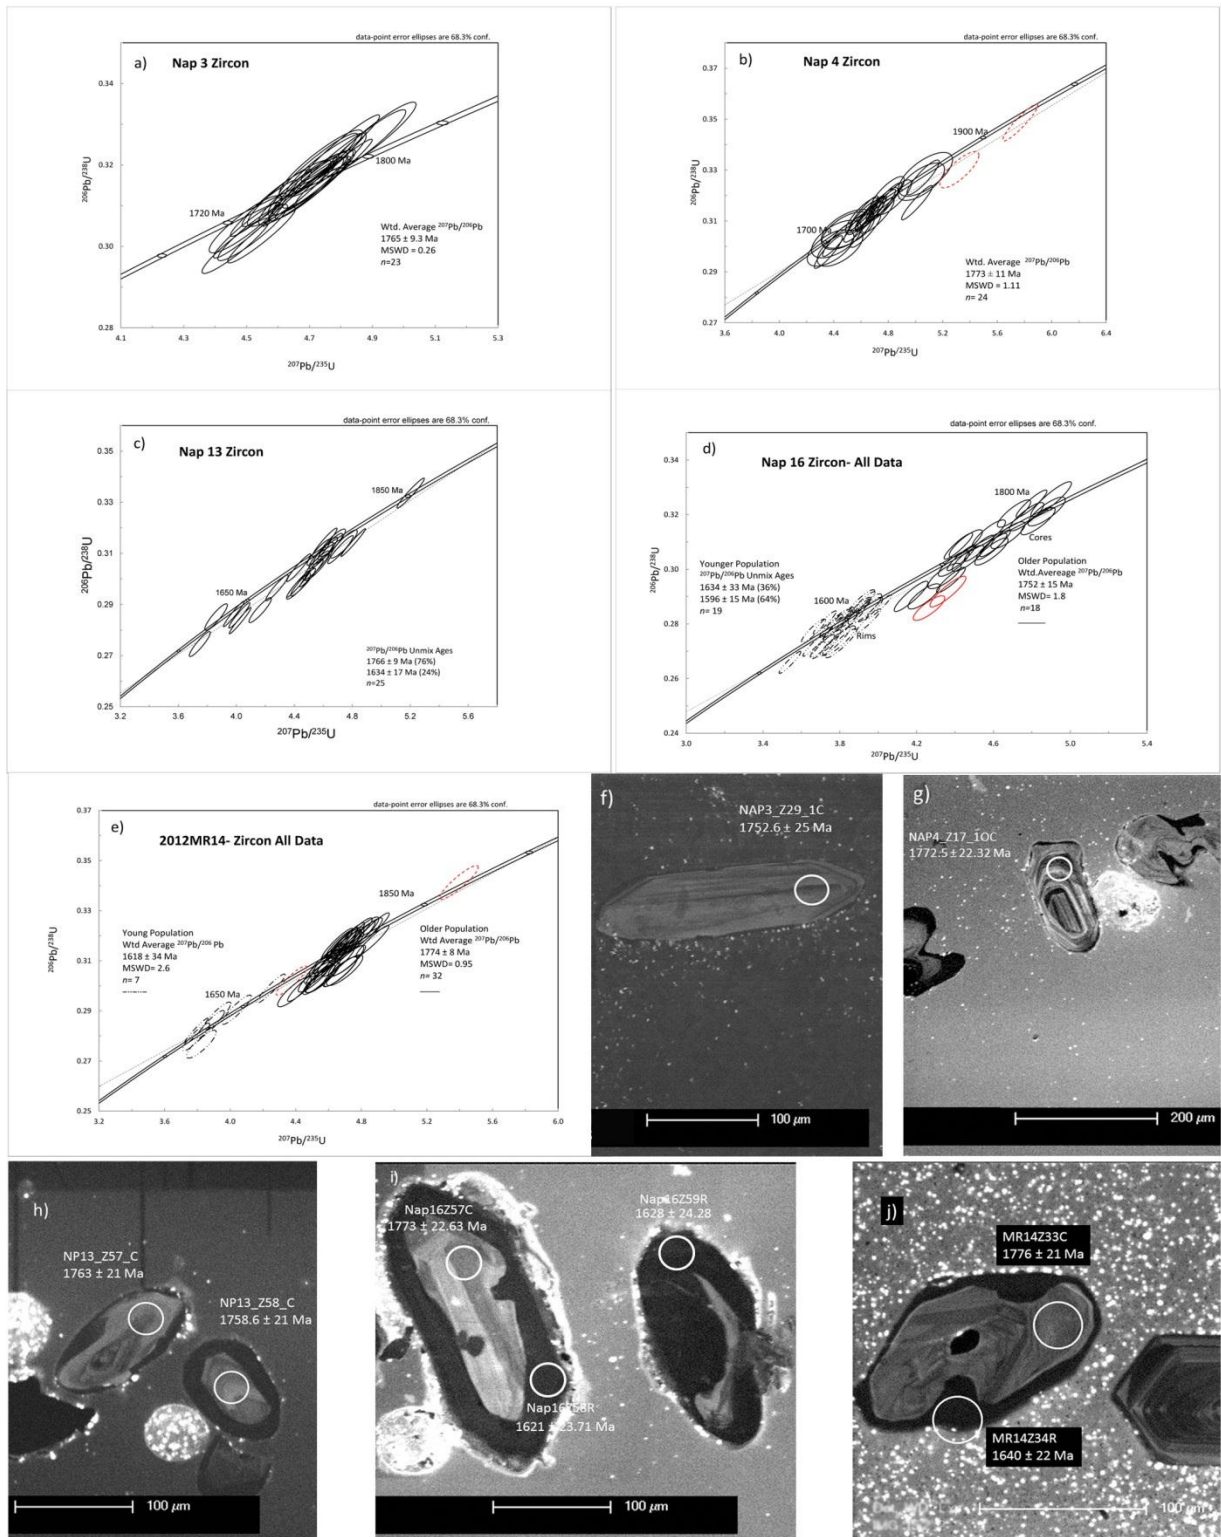 data-point error ellipses are 68.3% conf.
a) Nap 3 Zircon
0.34
0.32
0.30
0.28
206Pb/238U
1800 Ma
1720 Ma
Wtd. Average 207Pb/206Pb
1765 ± 9.3 Ma
MSWD = 0.26
n=23
4.1 4.3 4.5 4.7 4.9 5.1 5.3
207Pb/235U
data-point error ellipses are 68.3% conf.
b) Nap 4 Zircon
0.37
0.35
0.33
0.31
0.29
0.27
206Pb/238U
1900 Ma
1700 Ma
Wtd. Average 207Pb/206Pb
1773 ± 11 Ma
MSWD = 1.11
n= 24
3.6 4.0 4.4 4.8 5.2 5.6 6.0 6.4
207Pb/235U
data-point error ellipses are 68.3% conf.
c) Nap 13 Zircon
0.35
0.33
0.31
0.29
0.27
0.25
206Pb/238U
1850 Ma
1650 Ma
207Pb/206Pb Unmix Ages
1766 ± 9 Ma (76%)
1634 ± 17 Ma (24%)
n=25
3.2 3.6 4.0 4.4 4.8 5.2 5.6
207Pb/235U
data-point error ellipses are 68.3% conf.
d) Nap 16 Zircon- All Data
0.34
0.32
0.30
0.28
0.26
0.24
206Pb/238U
1800 Ma
Cores
Younger Population
207Pb/206Pb Unmix Ages
1634 ± 33 Ma (36%)
1596 ± 15 Ma (64%)
n= 19
1600 Ma
Rims
Older Population
Wtd.Avereage 207Pb/206Pb
1752 ± 15 Ma
MSWD= 1.8
n=18
3.0 3.4 3.8 4.2 4.6 5.0 5.4
207Pb/235U
data-point error ellipses are 68.3% conf.
e) 2012MR14- Zircon All Data
0.37
0.35
0.33
0.31
0.29
0.27
0.25
206Pb/238U
1850 Ma
Young Population
Wtd Average 207Pb/206 Pb
1618 ± 34 Ma
MSWD= 2.6
n= 7
1650 Ma
Older Population
Wtd Average 207Pb/206Pb
1774 ± 8 Ma
MSWD= 0.95
n= 32
3.2 3.6 4.0 4.4 4.8 5.2 5.6 6.0
207Pb/235U
f)
NAP3_Z29_1C
1752.6 ± 25 Ma
100 µm
g)
NAP4_Z17_1OC
1772.5 ± 22.32 Ma
200 µm
h)
NP13_Z57_C
1763 ± 21 Ma
NP13_Z58_C
1758.6 ± 21 Ma
100 µm
i)
Nap16Z57C
1773 ± 22.63 Ma
Nap16Z59R
1628 ± 24.28
1621 ± 23.71 Ma
100 µm
j)
MR14Z33C
1776 ± 21 Ma
MR14Z34R
1640 ± 22 Ma
100 µm